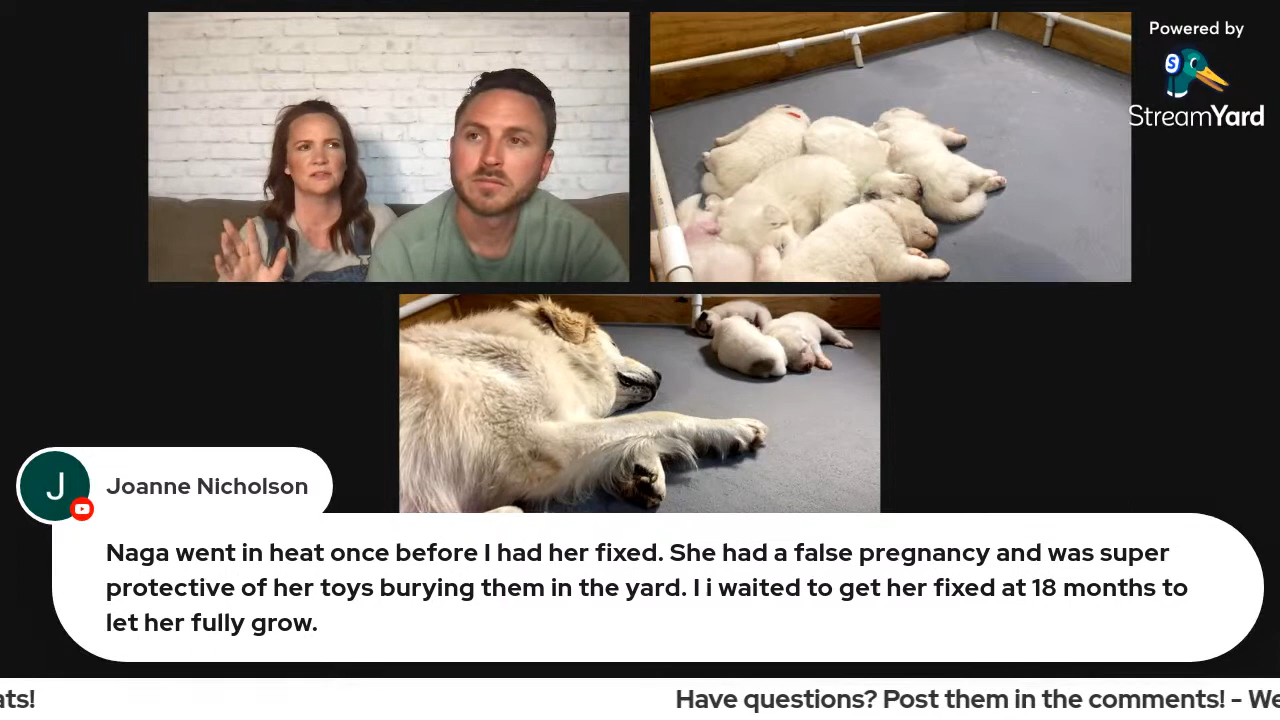 Powered by
S
StreamYard
J
Joanne Nicholson
Naga went in heat once before I had her fixed. She had a false pregnancy and was super
protective of her toys burying them in the yard. I i waited to get her fixed at 18 months to
let her fully grow.
ats! Have questions? Post them in the comments! - We